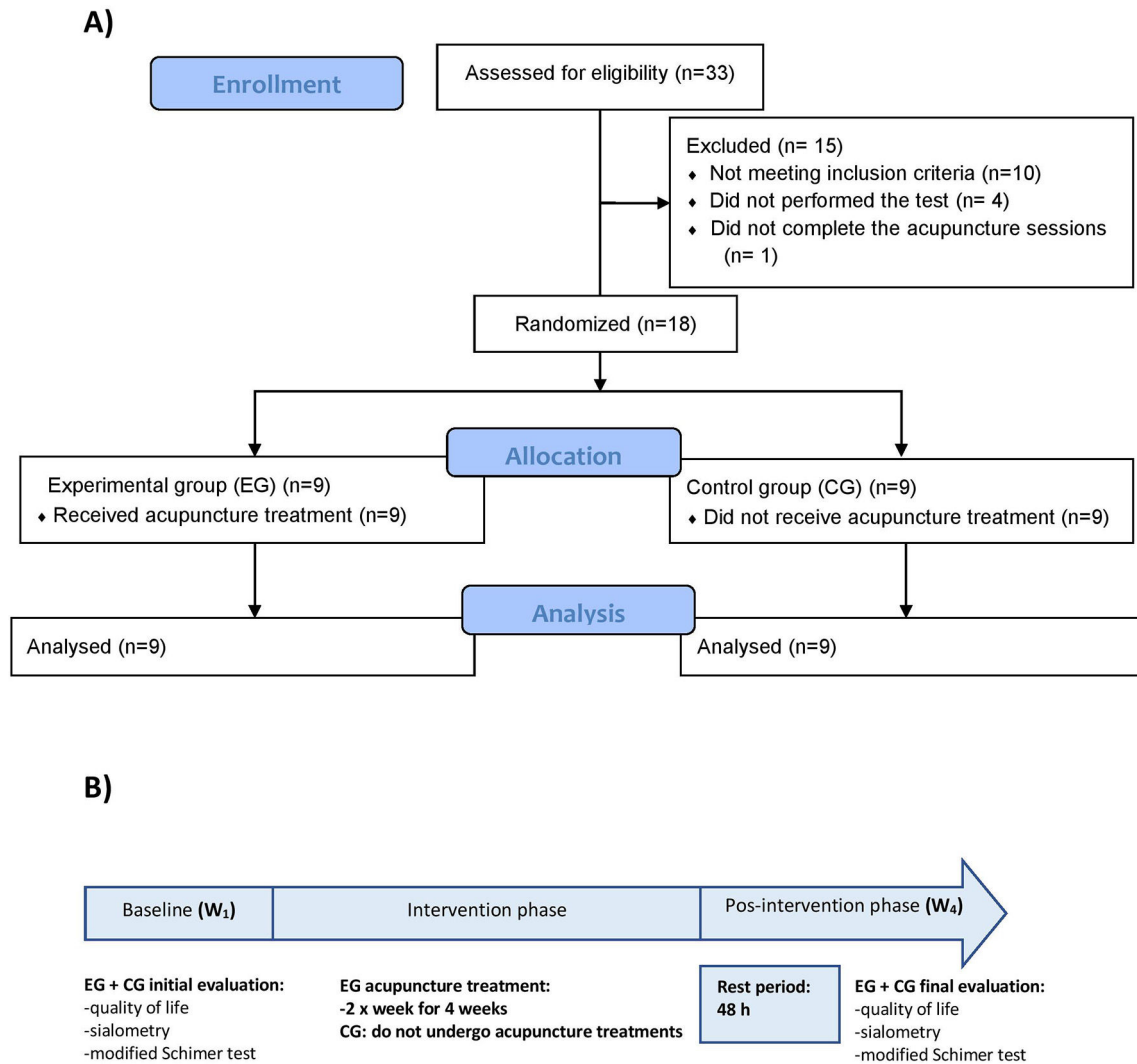 A)
Enrollment
Assessed for eligibility (n=33)
Excluded (n= 15)
♦ Not meeting inclusion criteria (n=10)
♦ Did not performed the test (n= 4)
♦ Did not complete the acupuncture sessions
(n= 1)
Randomized (n=18)
Allocation
Experimental group (EG) (n=9)
♦ Received acupuncture treatment (n=9)
Control group (CG) (n=9)
♦ Did not receive acupuncture treatment (n=9)
Analysis
Analysed (n=9)
Analysed (n=9)
B)
Baseline (W₁)
Intervention phase
Pos-intervention phase (W₄)
EG + CG initial evaluation:
-quality of life
-sialometry
-modified Schimer test
EG acupuncture treatment:
-2 x week for 4 weeks
CG: do not undergo acupuncture treatments
Rest period:
48 h
EG + CG final evaluation:
-quality of life
-sialometry
-modified Schimer test